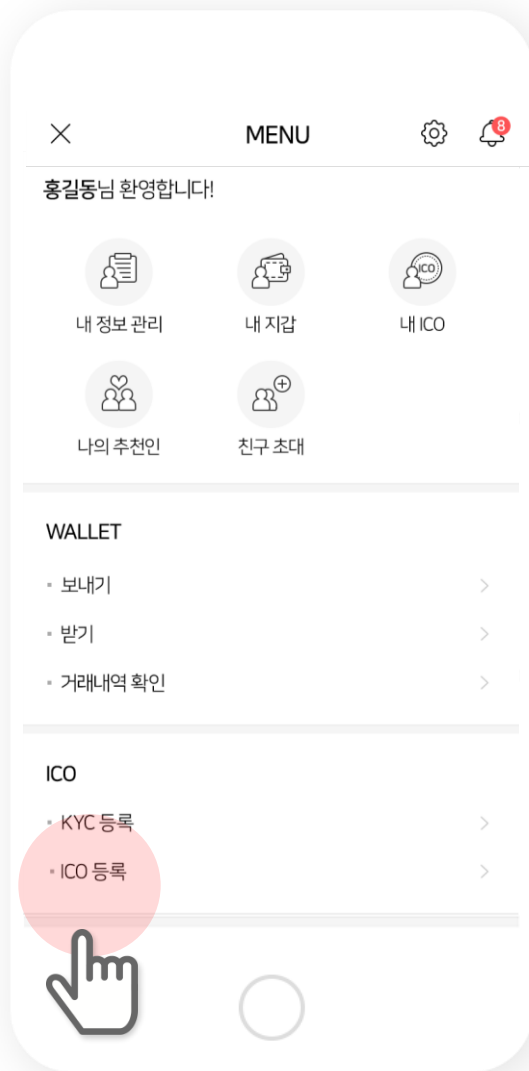 MENU
8
홍길동님 환영합니다!
ICO
내 정보 관리
내 지갑
내 ICO
나의 추천인
친구 초대
WALLET
보내기
받기
거래내역 확인
ICO
KYC 등록
ICO 등록